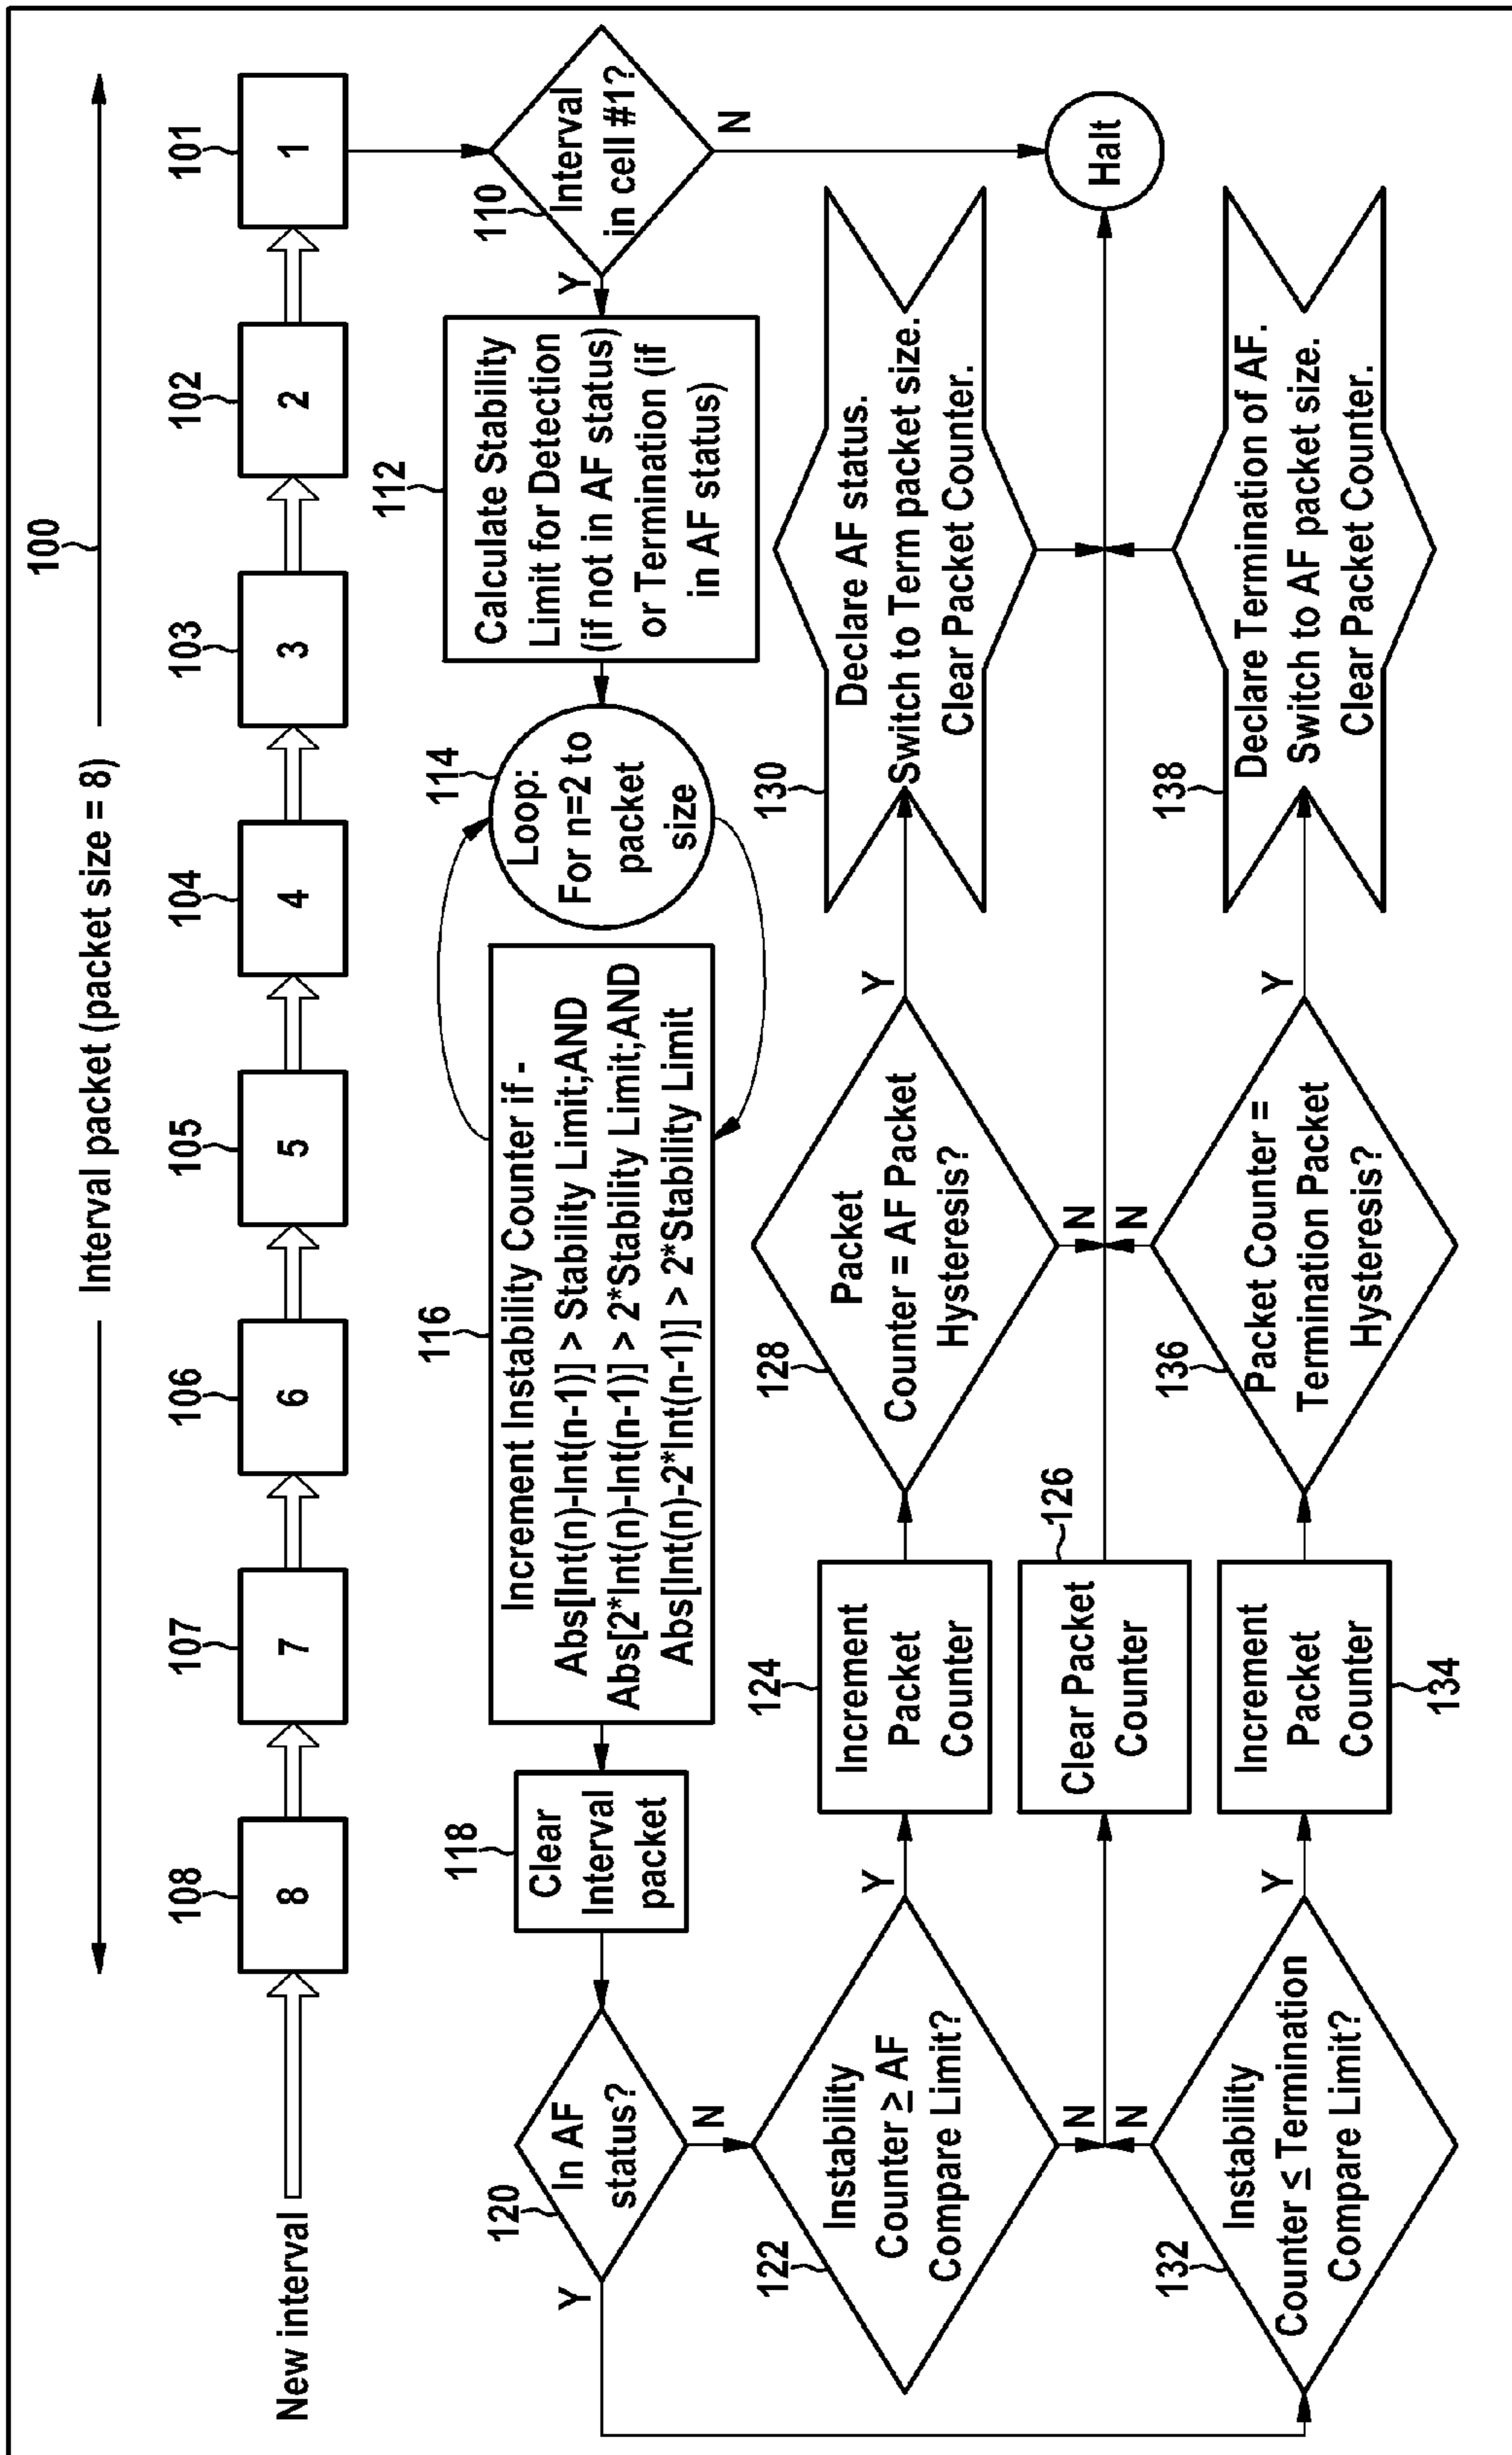 100
Interval packet (packet size = 8)
108
107
106
105
104
103
102
101
New interval
8
7
6
5
4
3
2
1
120
In AF
status?
Y
N
118
Clear
Interval
packet
116
Increment Instability Counter if -
Abs[Int(n)-Int(n-1)] > Stability Limit;AND
Abs[2*Int(n)-Int(n-1)] > 2*Stability Limit;AND
Abs[Int(n)-2*Int(n-1)] > 2*Stability Limit
114
Loop:
For n=2 to
packet
size
112
Calculate Stability
Limit for Detection
(if not in AF status)
or Termination (if
in AF status)
Y
110
Interval
in cell #1?
N
122
Instability
Counter ≥ AF
Compare Limit?
Y
N
124
Increment
Packet
Counter
128
Packet
Counter = AF Packet
Hysteresis?
Y
N
130
Declare AF status.
Switch to Term packet size.
Clear Packet Counter.
Clear Packet
Counter
126
Halt
132
Instability
Counter ≤ Termination
Compare Limit?
N
Y
Increment
Packet
Counter
134
136
Packet Counter =
Termination Packet
Hysteresis?
N
Y
138
Declare Termination of AF.
Switch to AF packet size.
Clear Packet Counter.